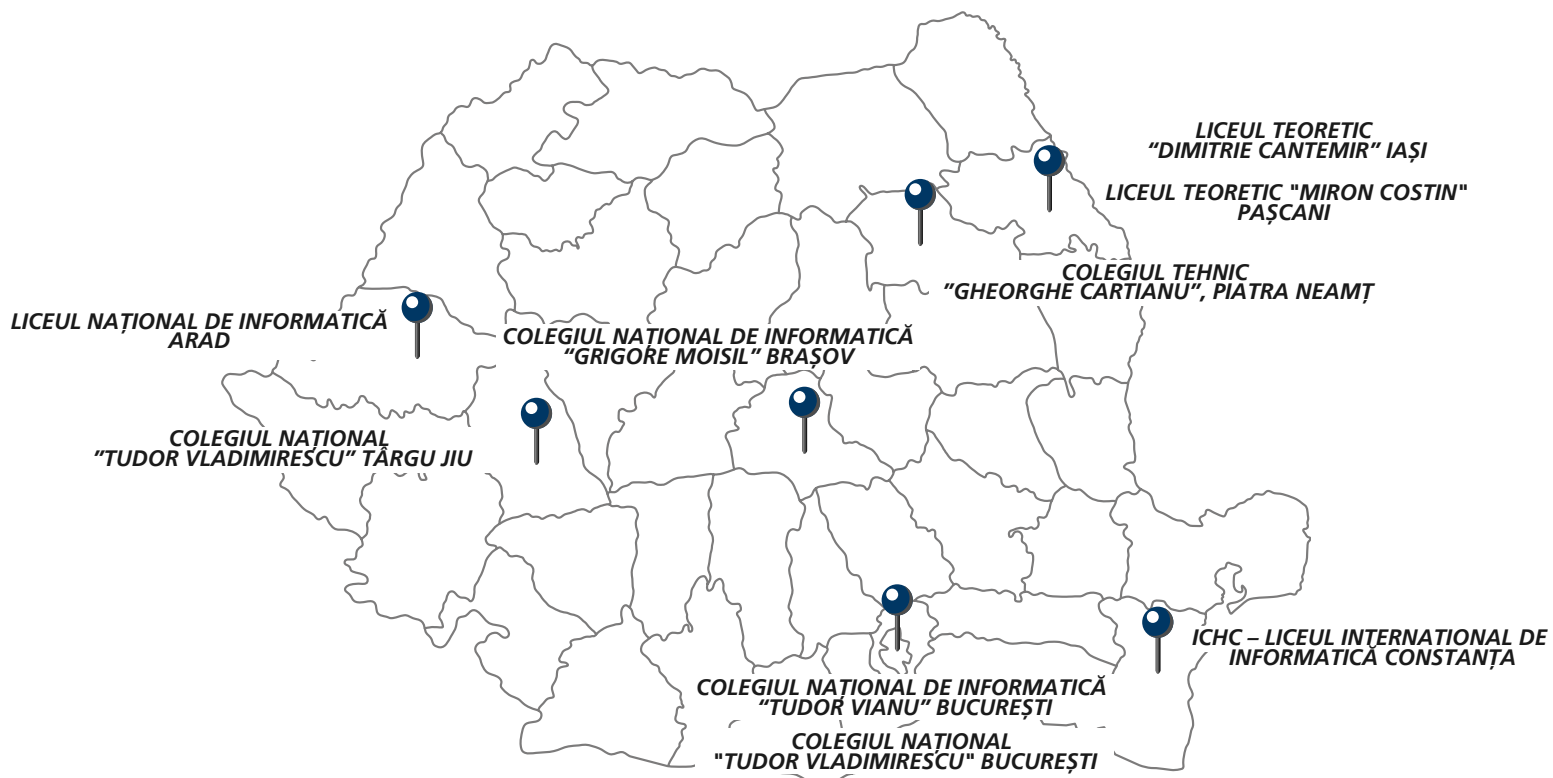 LICEUL TEORETIC
“DIMITRIE CANTEMIR” IAȘI
LICEUL TEORETIC "MIRON COSTIN"
PAȘCANI
COLEGIUL TEHNIC
”GHEORGHE CARTIANU”, PIATRA NEAMȚ
LICEUL NAȚIONAL DE INFORMATICĂ
ARAD
COLEGIUL NAȚIONAL DE INFORMATICĂ
“GRIGORE MOISIL” BRAȘOV
COLEGIUL NAȚIONAL
”TUDOR VLADIMIRESCU” TÂRGU JIU
ICHC – LICEUL INTERNATIONAL DE
INFORMATICĂ CONSTANȚA
COLEGIUL NAȚIONAL DE INFORMATICĂ
“TUDOR VIANU” BUCUREȘTI
COLEGIUL NAȚIONAL
"TUDOR VLADIMIRESCU" BUCUREȘTI